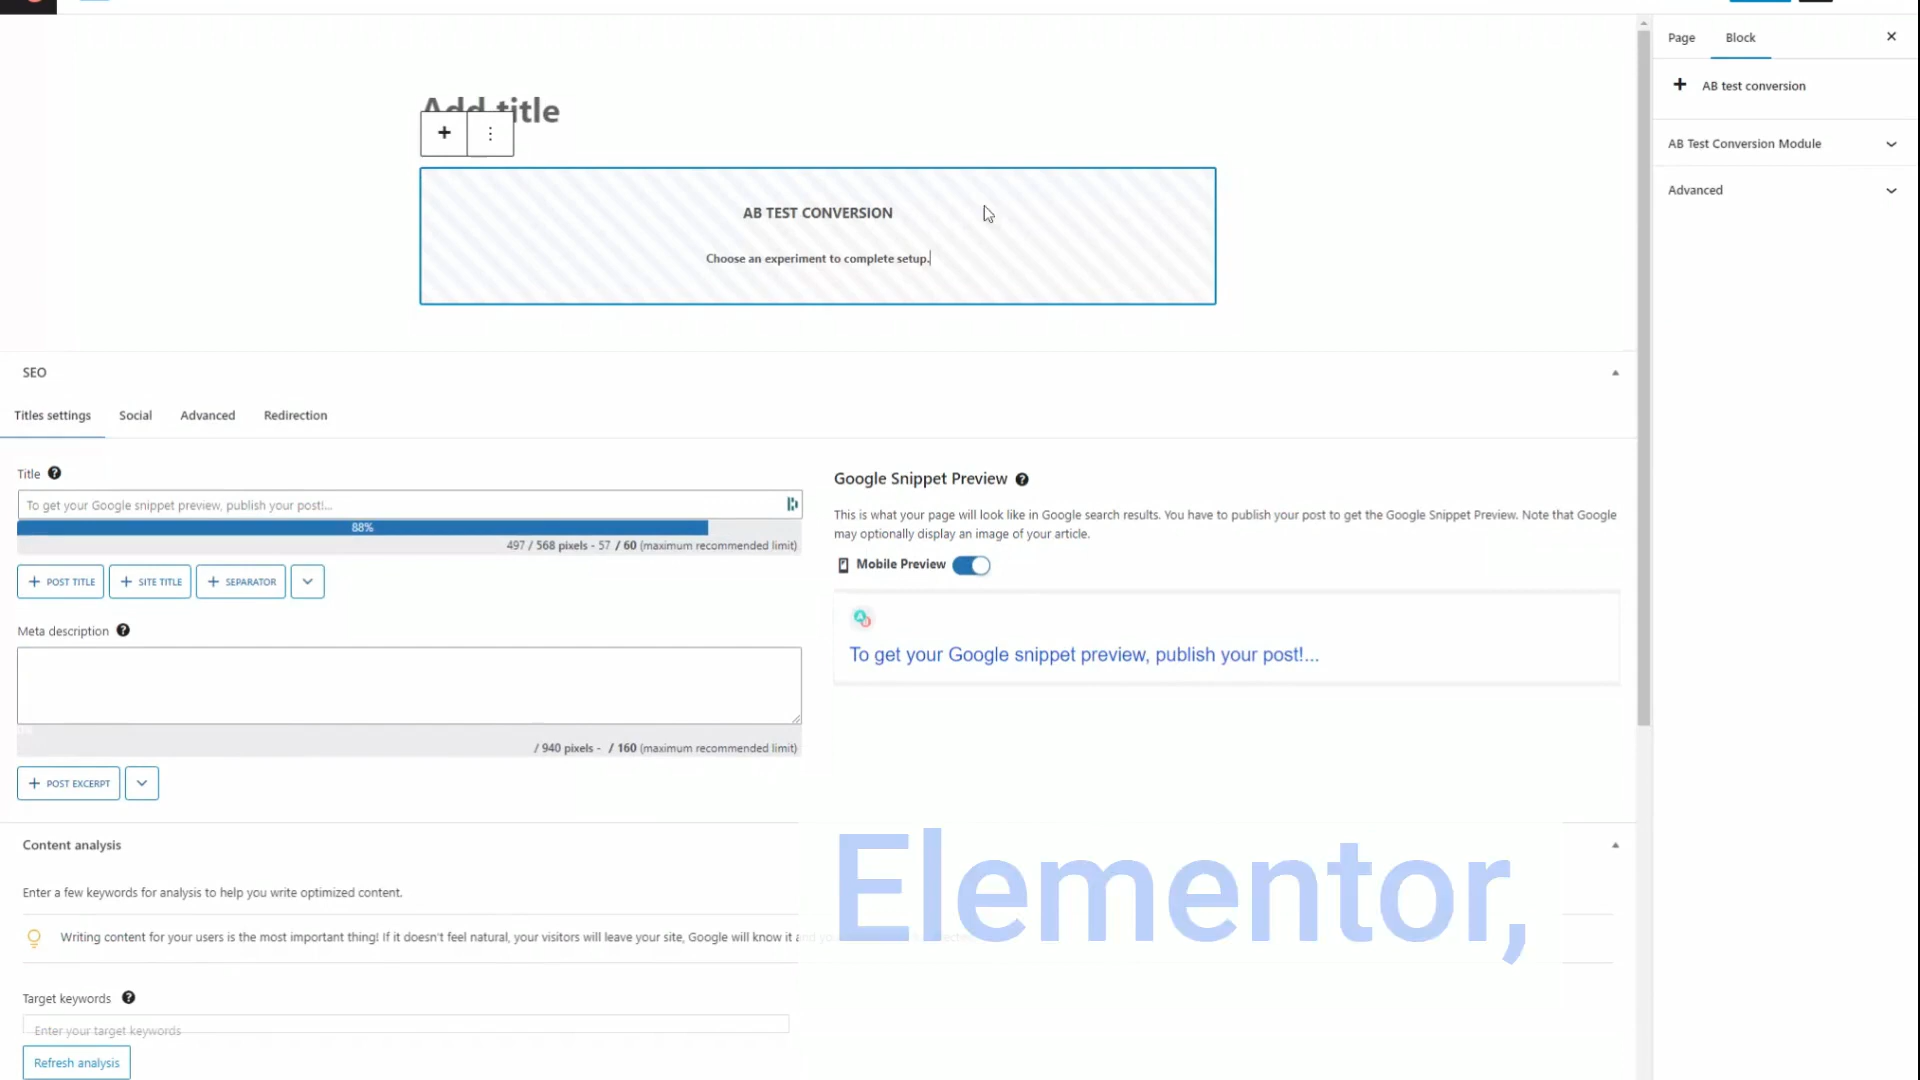 Page Block
AB test conversion
Add title
AB Test Conversion Module
Advanced
AB TEST CONVERSION
Choose an experiment to complete setup.
SEO
Titles settings Social Advanced Redirection
Title
To get your Google snippet preview, publish your post!...
88%
497 / 568 pixels - 57 / 60 (maximum recommended limit)
POST TITLE SITE TITLE SEPARATOR
Meta description
/ 940 pixels - / 160 (maximum recommended limit)
POST EXCERPT
Google Snippet Preview
This is what your page will look like in Google search results. You have to publish your post to get the Google Snippet Preview. Note that Google
may optionally display an image of your article.
Mobile Preview
To get your Google snippet preview, publish your post!...
Content analysis
Enter a few keywords for analysis to help you write optimized content.
Writing content for your users is the most important thing! If it doesn't feel natural, your visitors will leave your site, Google will know it
Elementor,
Target keywords
Enter your target keywords
Refresh analysis